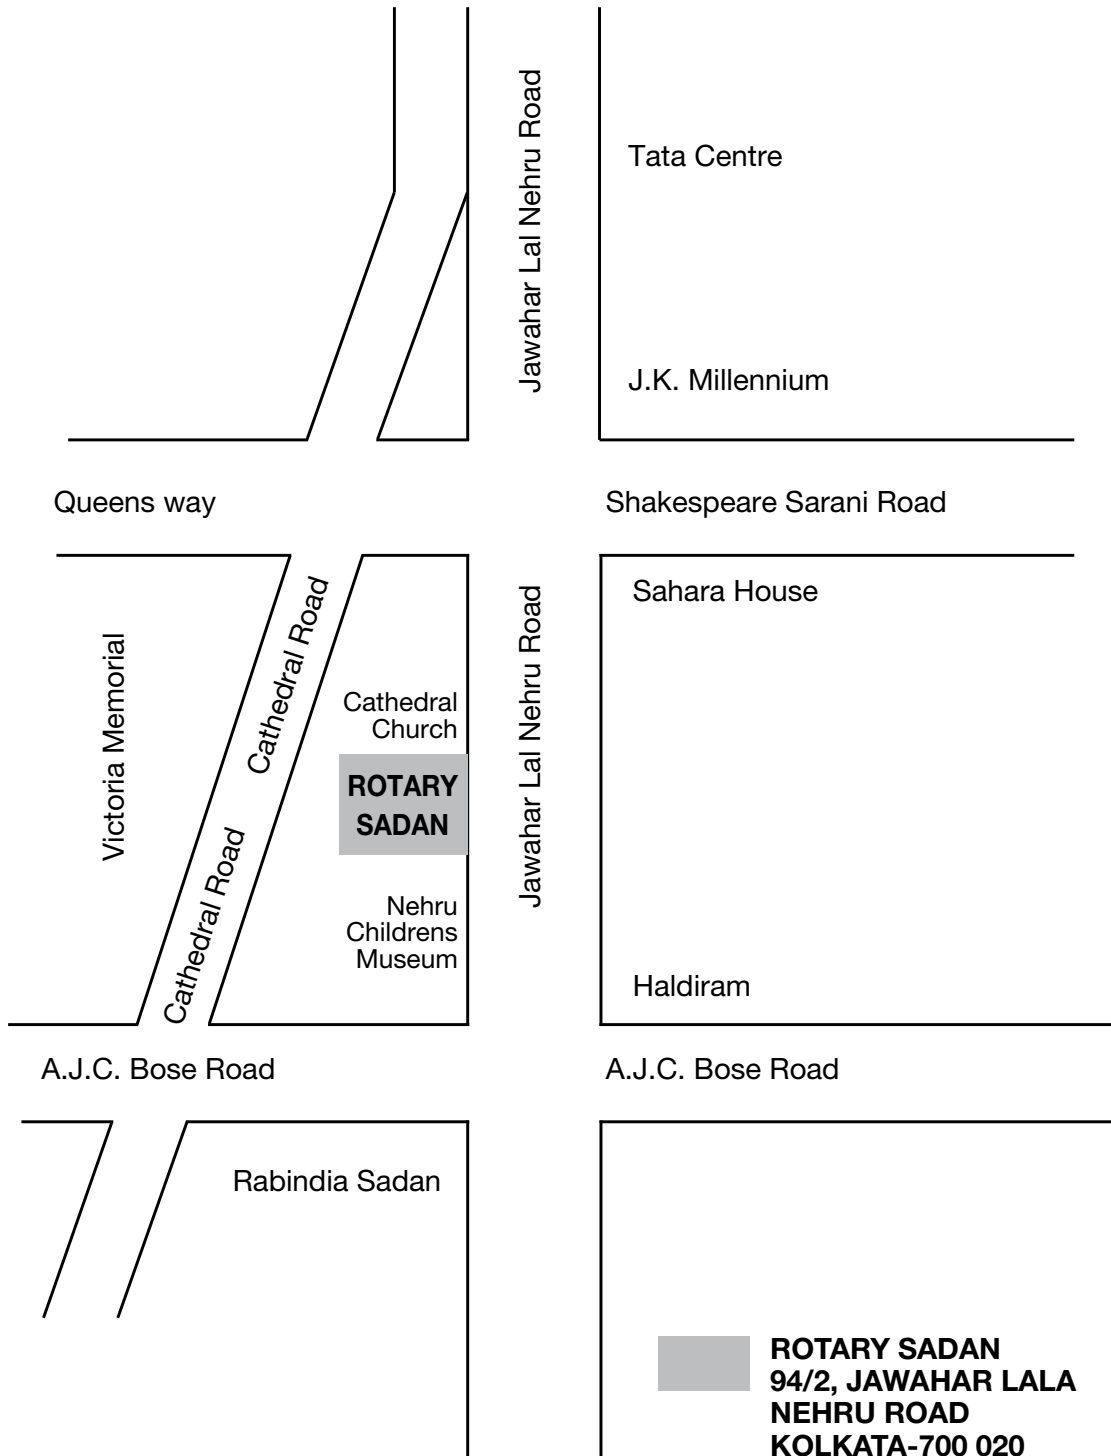 Jawahar Lal Nehru Road
Tata Centre
J.K. Millennium
Queens way
Shakespeare Sarani Road
Victoria Memorial
Cathedral Road
Cathedral Road
Cathedral
Church
ROTARY
SADAN
Nehru
Childrens
Museum
Jawahar Lal Nehru Road
Sahara House
Haldiram
A.J.C. Bose Road
A.J.C. Bose Road
Rabindia Sadan
ROTARY SADAN
94/2, JAWAHAR LALA
NEHRU ROAD
KOLKATA-700 020